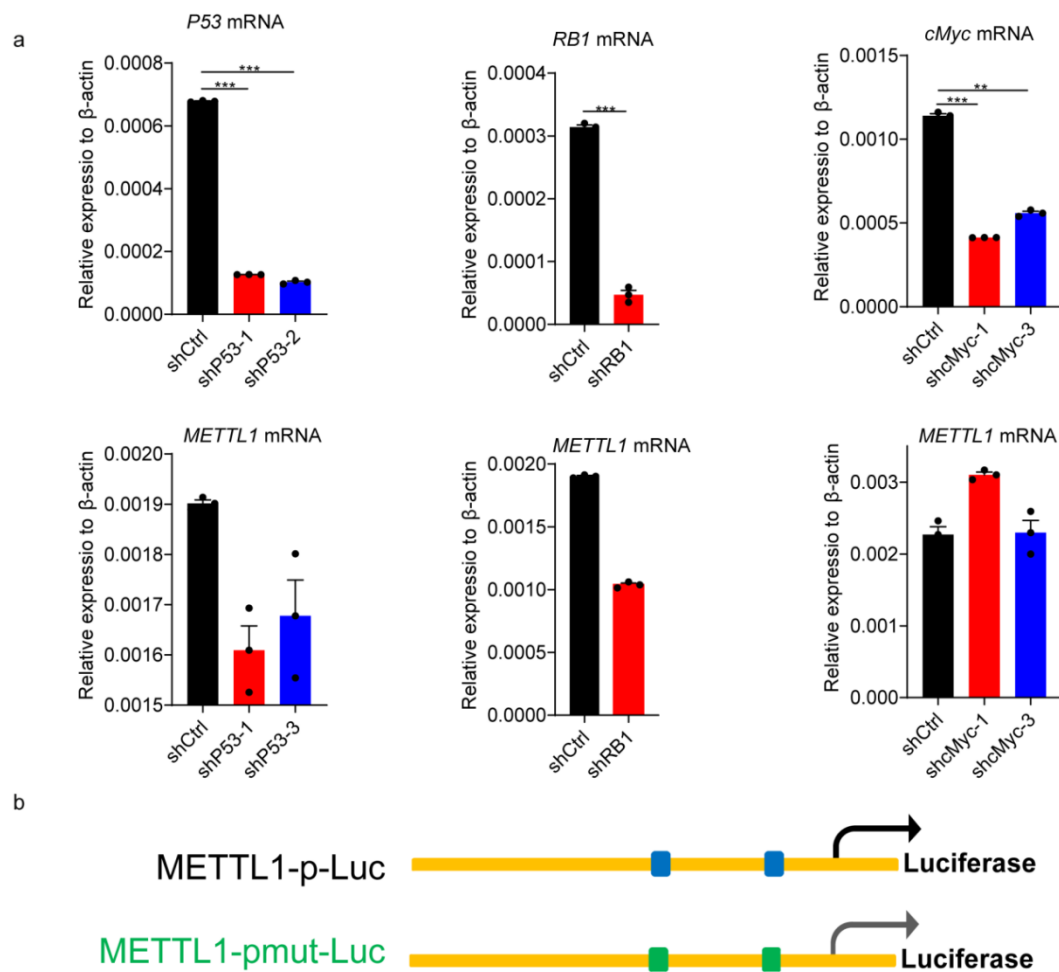 a
P53 mRNA
Relative expressio to β-actin
0.0008
0.0006
0.0004
0.0002
0.0000
***
***
shCtrl
shP53-1
shP53-2
RB1 mRNA
Relative expressio to β-actin
0.0004
0.0003
0.0002
0.0001
0.0000
***
shCtrl
shRB1
cMyc mRNA
Relative expressio to β-actin
0.0015
0.0010
0.0005
0.0000
**
***
shCtrl
shcMyc-1
shcMyc-3
METTL1 mRNA
Relative expressio to β-actin
0.0020
0.0019
0.0018
0.0017
0.0016
0.0015
shCtrl
shP53-1
shP53-3
METTL1 mRNA
Relative expressio to β-actin
0.0020
0.0015
0.0010
0.0005
0.0000
shCtrl
shRB1
METTL1 mRNA
Relative expressio to β-actin
0.003
0.002
0.001
0.000
shCtrl
shcMyc-1
shcMyc-3
b
METTL1-p-Luc
Luciferase
METTL1-pmut-Luc
Luciferase